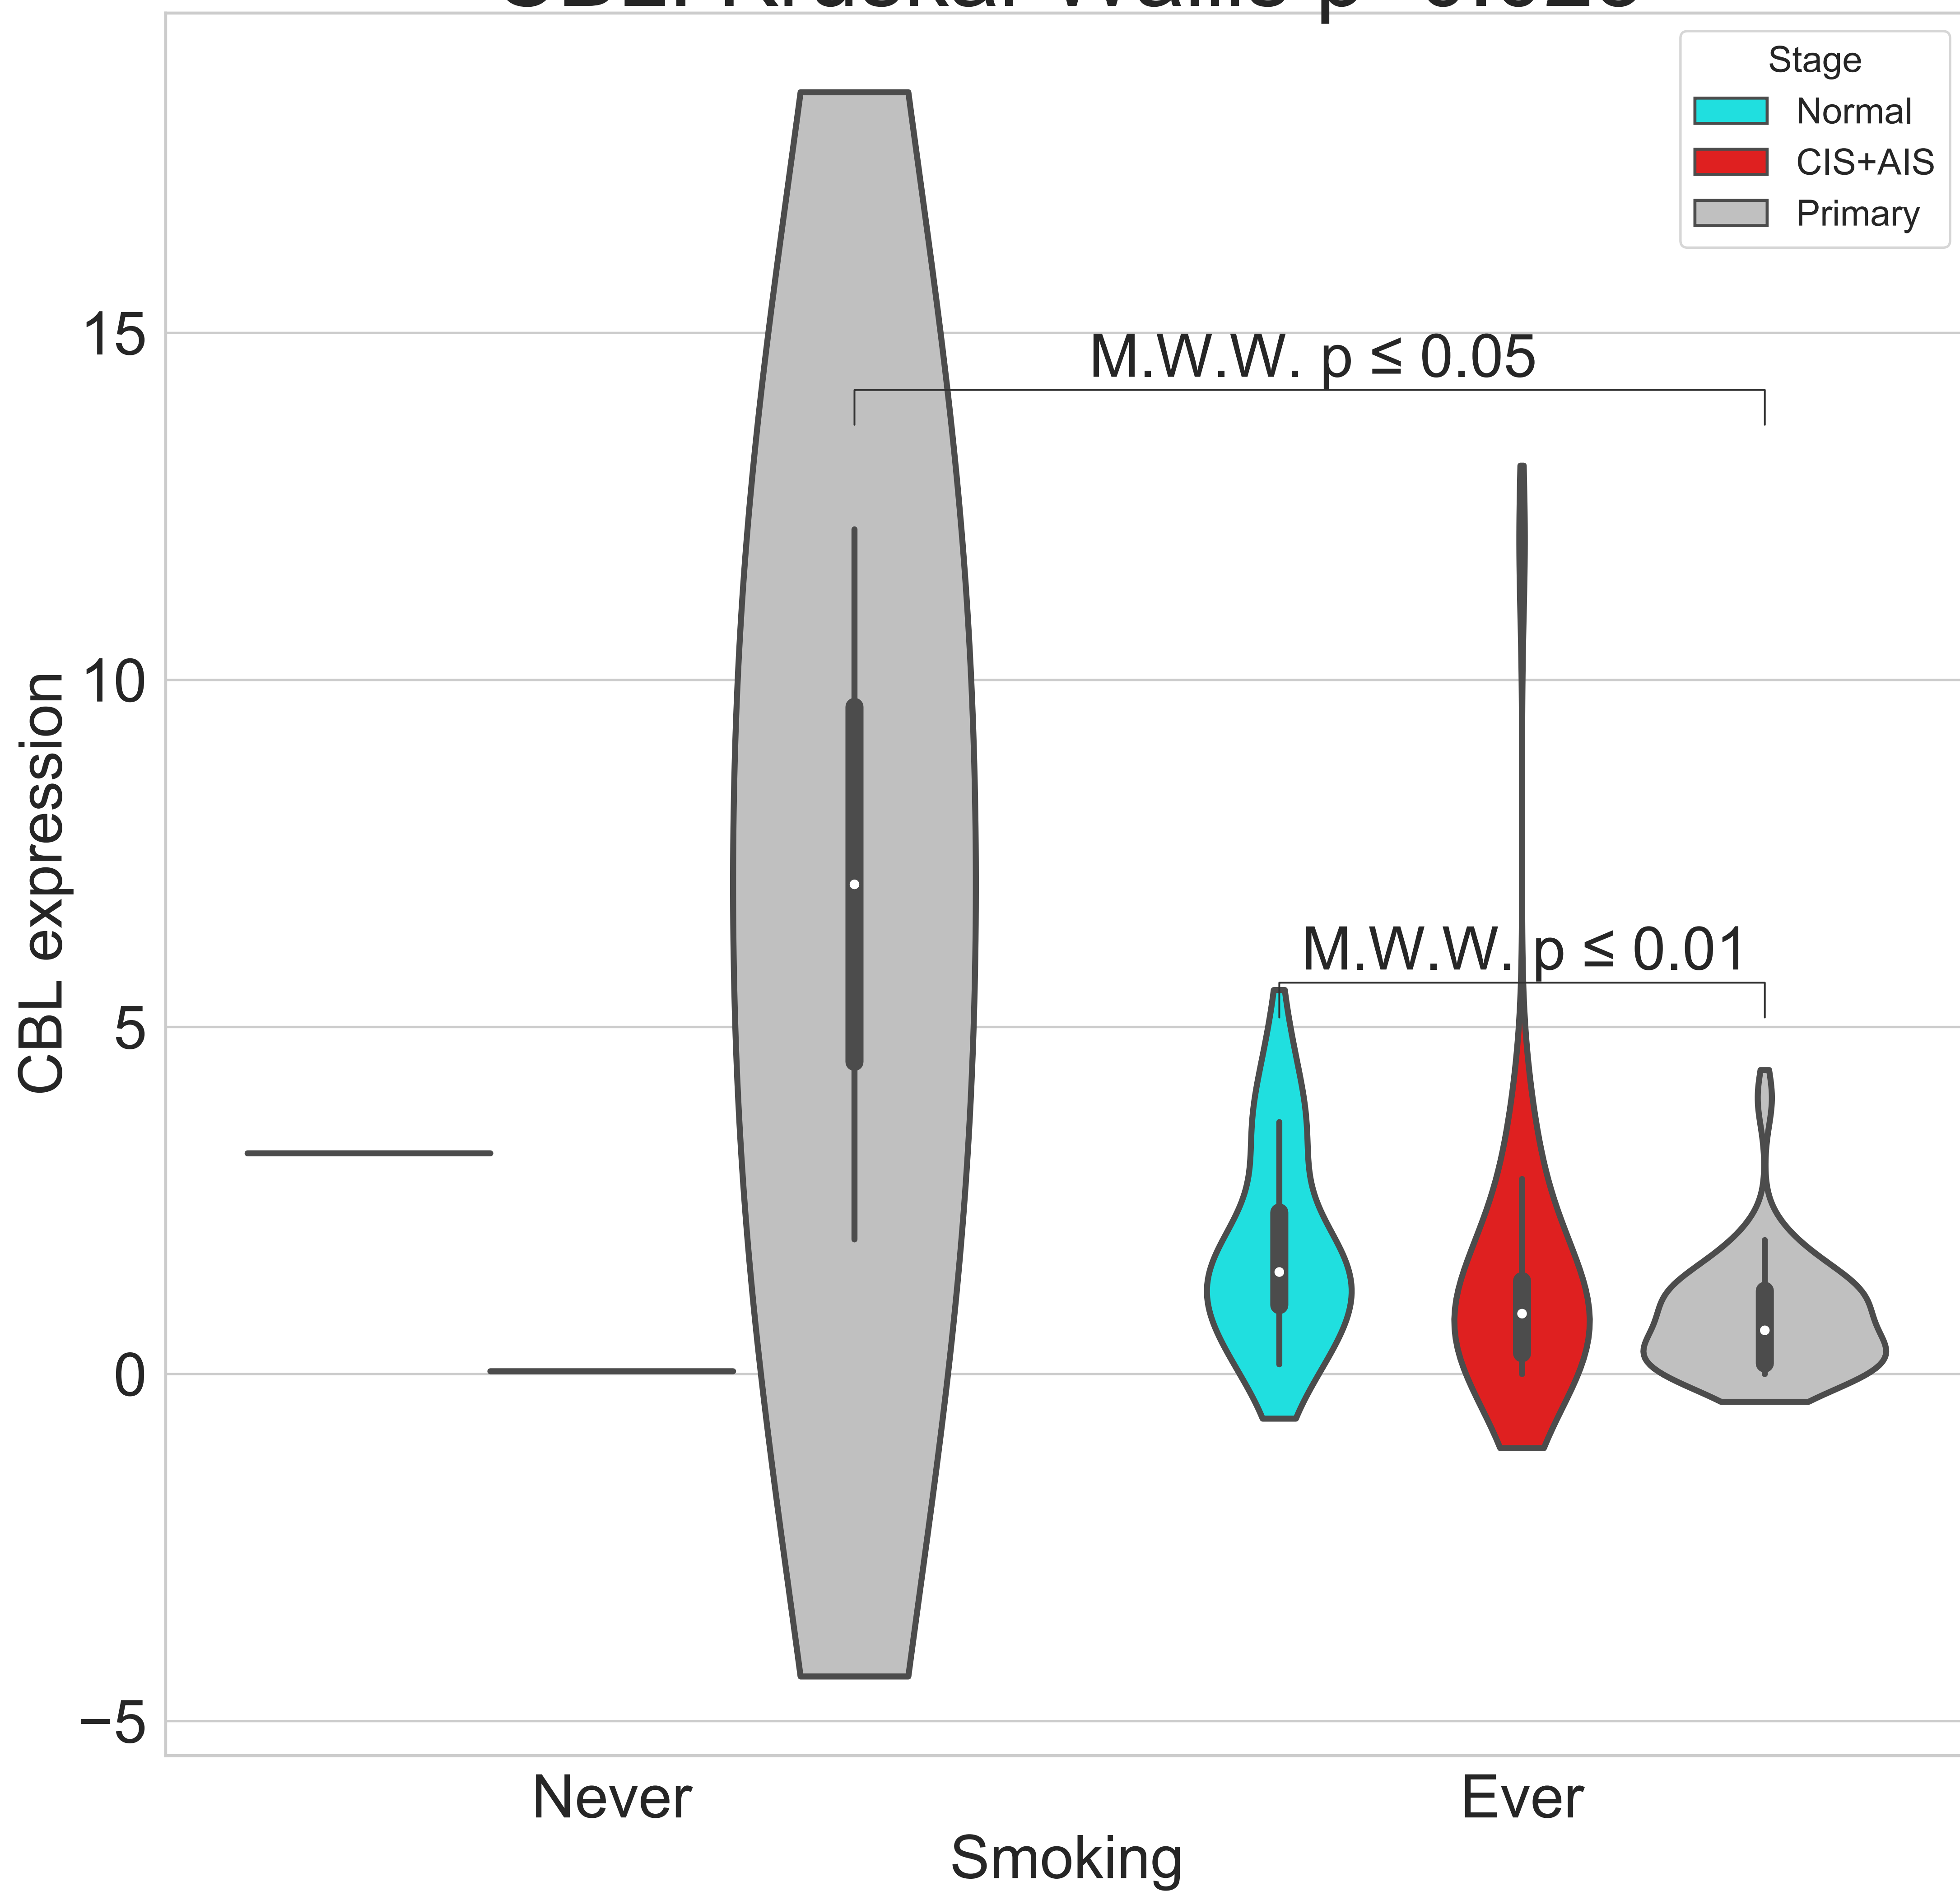 Stage
Normal
CIS+AIS
Primary
15
M.W.W. p ≤ 0.05
10
M.W.W. p ≤ 0.01
5
0
−5
CBL expression
Never
Ever
Smoking